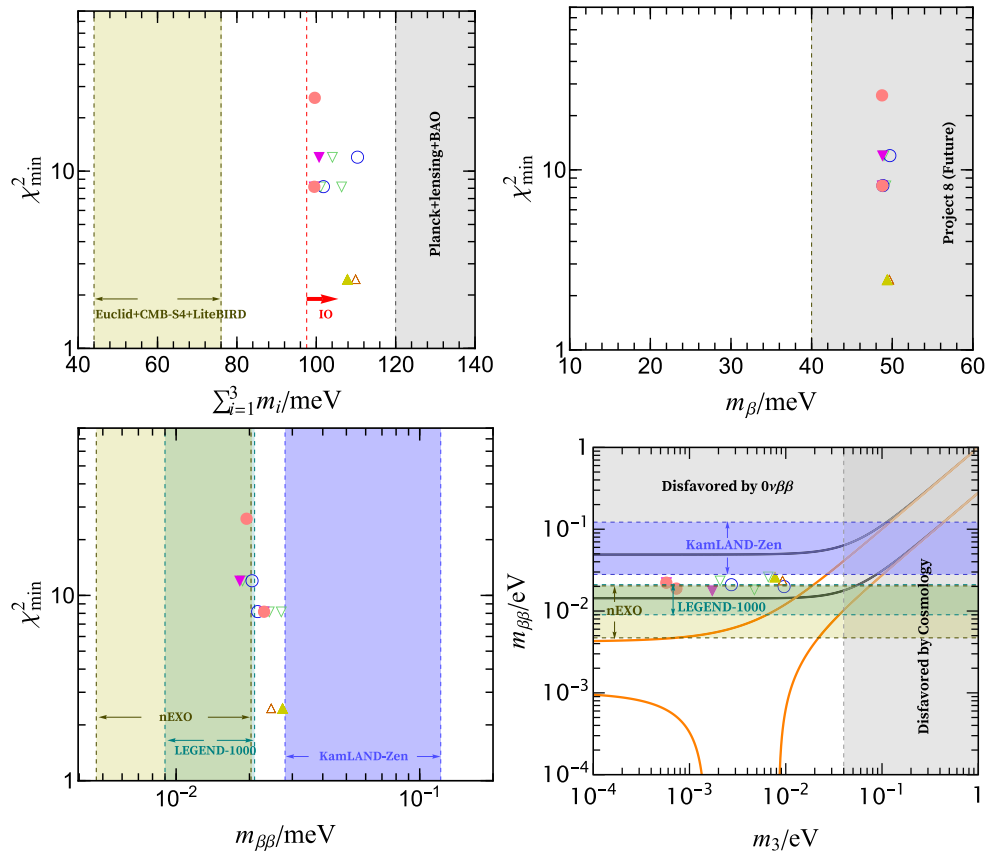 χ²min
10
1
40
60
80
100
120
140
Σ³i=1 mi/meV
Euclid+CMB-S4+LiteBIRD
IO
Planck+lensing+BAO
χ²min
10
1
10
20
30
40
50
60
mβ/meV
Project 8 (Future)
χ²min
10
1
10⁻²
10⁻¹
mββ/meV
nEXO
LEGEND-1000
KamLAND-Zen
mββ/eV
1
10⁻¹
10⁻²
10⁻³
10⁻⁴
10⁻⁴
10⁻³
10⁻²
10⁻¹
1
m₃/eV
Disfavored by 0νββ
KamLAND-Zen
LEGEND-1000
nEXO
Disfavored by Cosmology